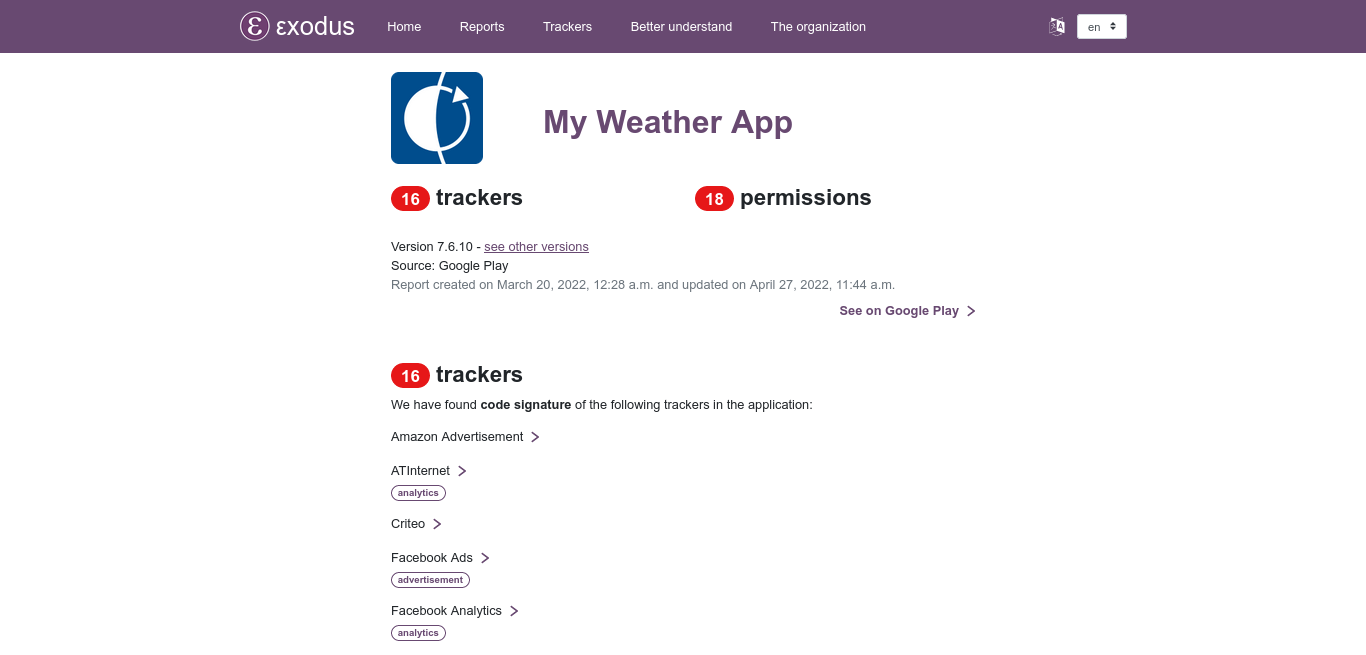 εxodus Home Reports Trackers Better understand The organization en
My Weather App
16 trackers 18 permissions
Version 7.6.10 - see other versions
Source: Google Play
Report created on March 20, 2022, 12:28 a.m. and updated on April 27, 2022, 11:44 a.m.
See on Google Play
16 trackers
We have found code signature of the following trackers in the application:
Amazon Advertisement
ATInternet
analytics
Criteo
Facebook Ads
advertisement
Facebook Analytics
analytics